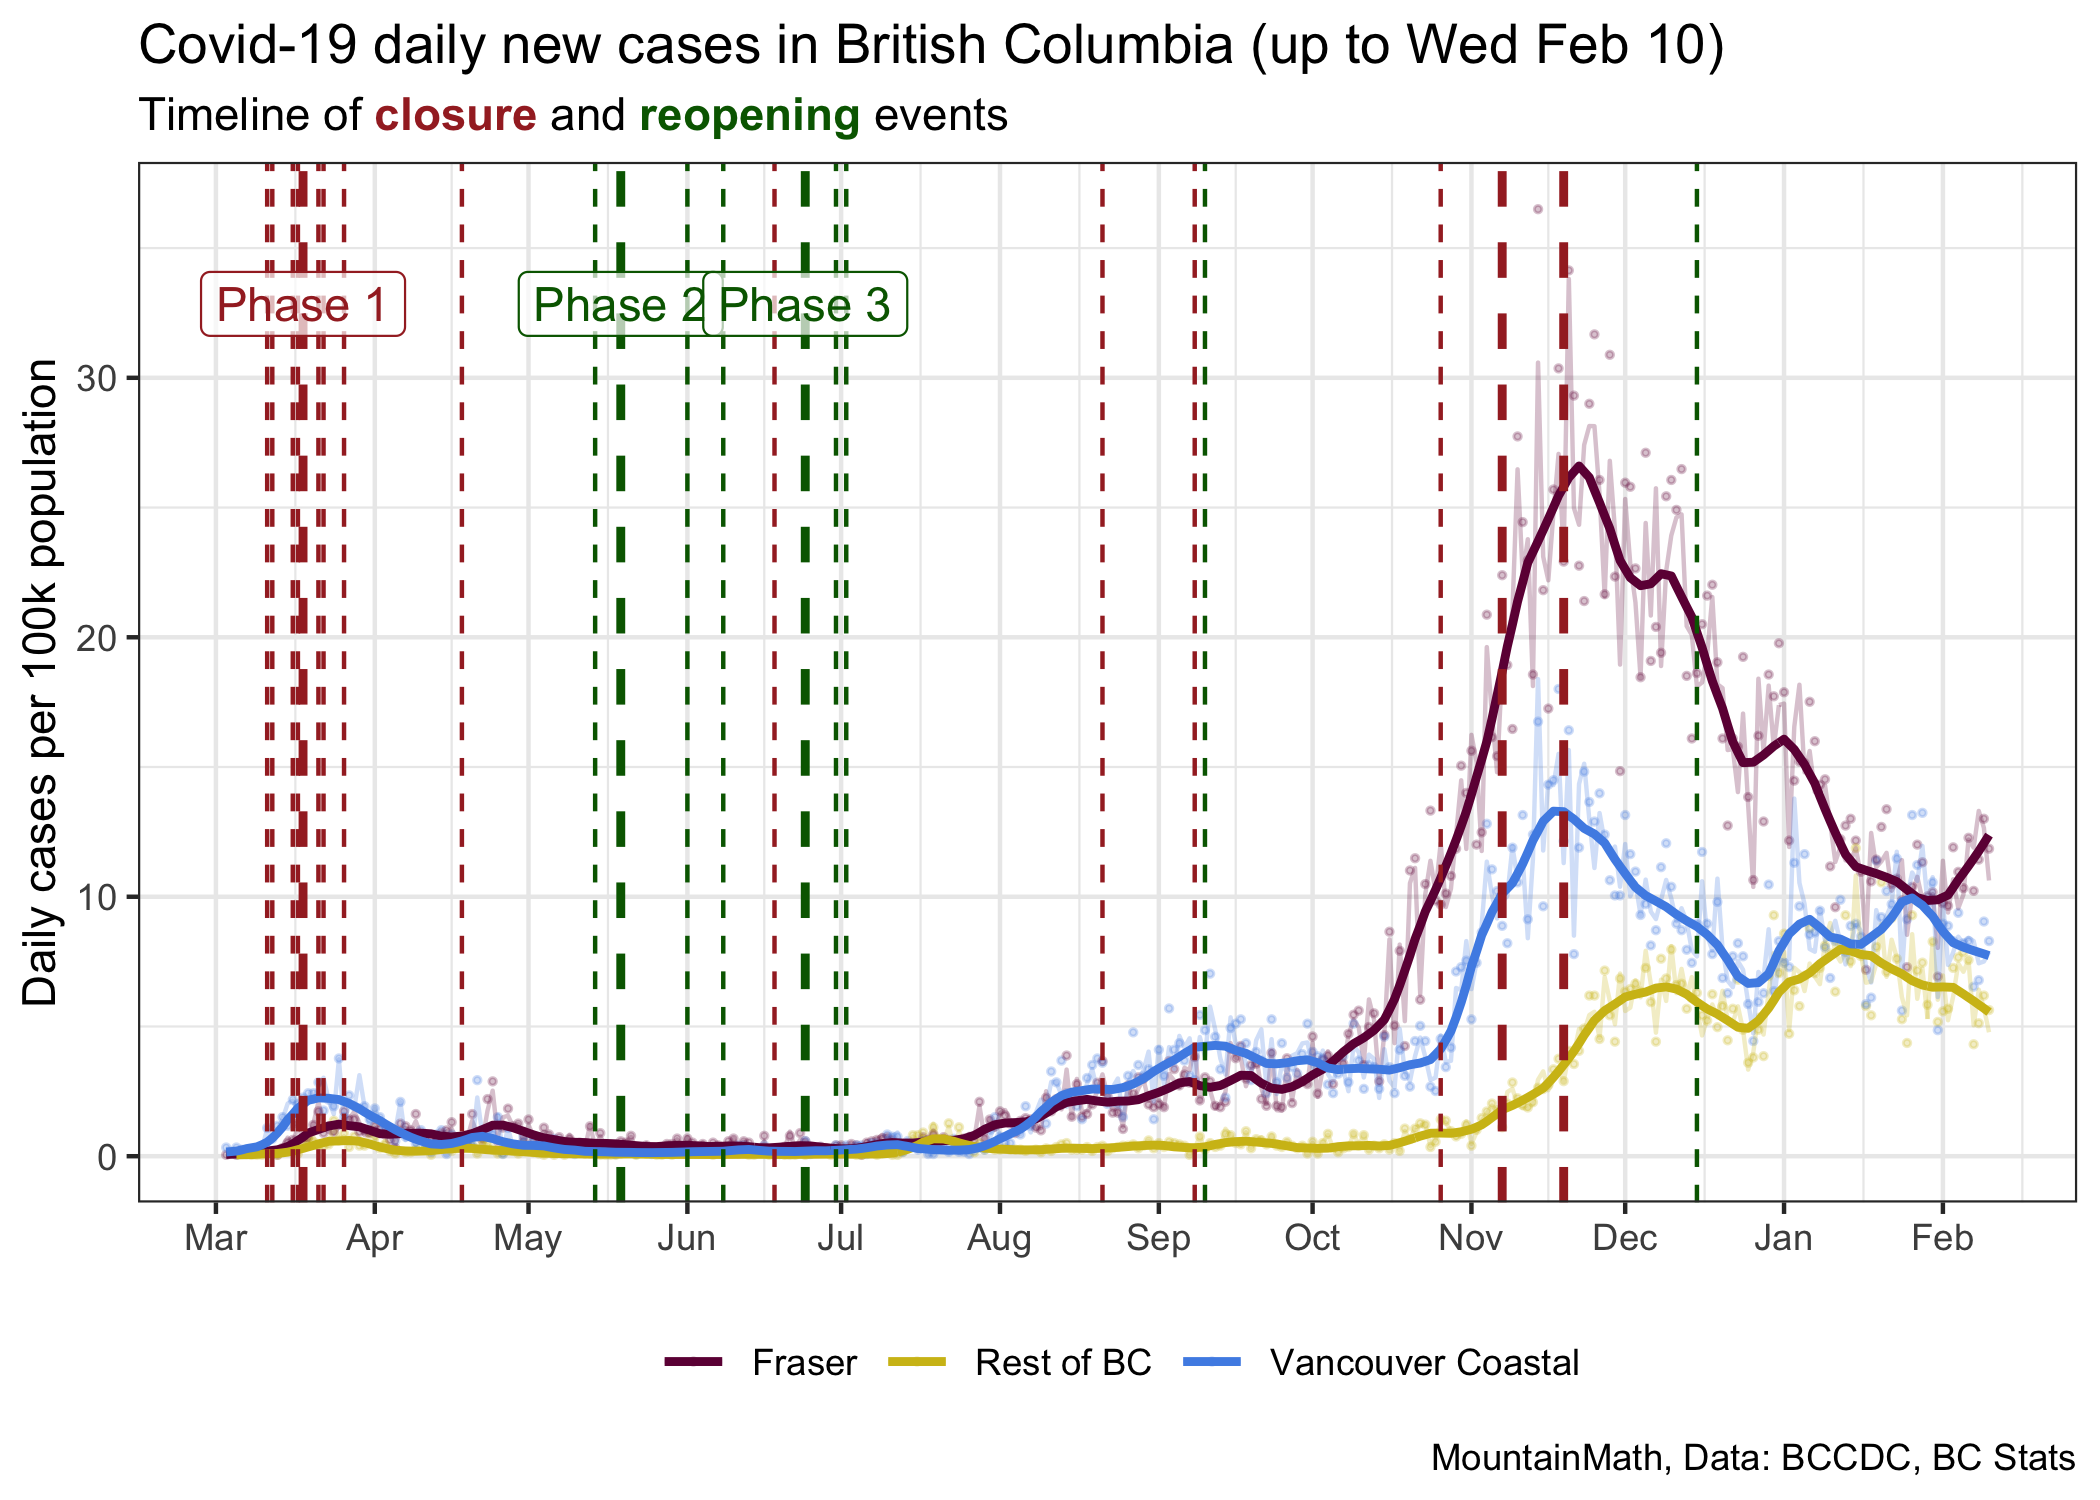 Covid-19 daily new cases in British Columbia (up to Wed Feb 10)
Timeline of closure and reopening events
Daily cases per 100k population
Phase 1
Phase 2
Phase 3
30
20
10
0
Mar
Apr
May
Jun
Jul
Aug
Sep
Oct
Nov
Dec
Jan
Feb
Fraser
Rest of BC
Vancouver Coastal
MountainMath, Data: BCCDC, BC Stats